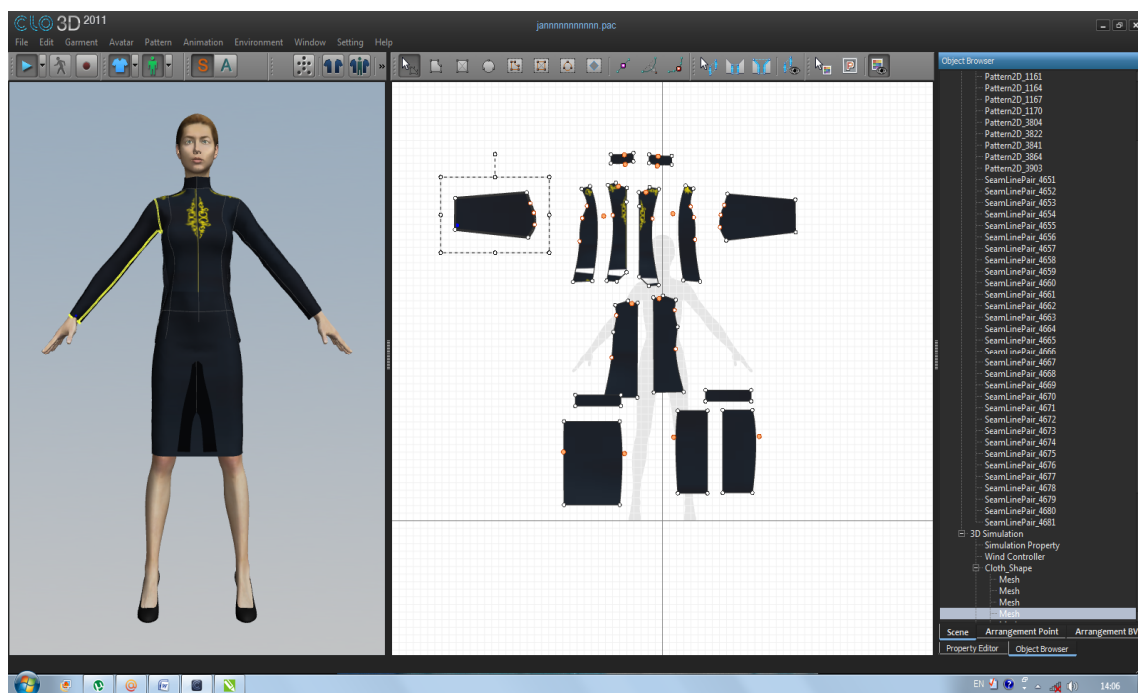 CLO 3D 2011
jannnnnnnnnnn.pac
File Edit Garment Avatar Pattern Animation Environment Window Setting Help
S A
Object Browser
Pattern2D_1161
Pattern2D_1164
Pattern2D_1167
Pattern2D_1170
Pattern2D_3804
Pattern2D_3822
Pattern2D_3841
Pattern2D_3864
Pattern2D_3903
SeamLinePair_4651
SeamLinePair_4652
SeamLinePair_4653
SeamLinePair_4654
SeamLinePair_4655
SeamLinePair_4656
SeamLinePair_4657
SeamLinePair_4658
SeamLinePair_4659
SeamLinePair_4660
SeamLinePair_4661
SeamLinePair_4662
SeamLinePair_4663
SeamLinePair_4664
SeamLinePair_4665
SeamLinePair_4666
SeamLinePair_4667
SeamLinePair_4668
SeamLinePair_4669
SeamLinePair_4670
SeamLinePair_4671
SeamLinePair_4672
SeamLinePair_4673
SeamLinePair_4674
SeamLinePair_4675
SeamLinePair_4676
SeamLinePair_4677
SeamLinePair_4678
SeamLinePair_4679
SeamLinePair_4680
SeamLinePair_4681
3D Simulation
Simulation Property
Wind Controller
Cloth_Shape
Mesh
Mesh
Mesh
Mesh
Scene Arrangement Point Arrangement BV
Property Editor Object Browser
EN 14:06